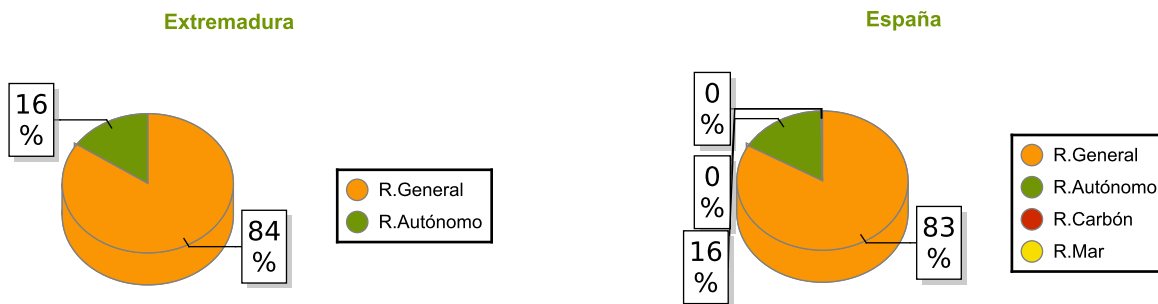 Extremadura
16
%
84
%
R.General
R.Autónomo
España
0
%
0
%
16
%
83
%
R.General
R.Autónomo
R.Carbón
R.Mar